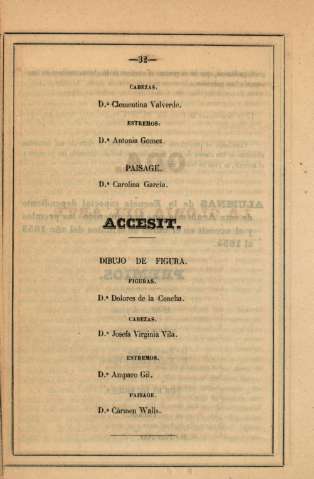 —32—
CABEZAS.
D.ª Clementina Valverde.
ESTREMOS.
D.ª Antonia Gomez.
PAISAGE.
D.ª Carolina García.
ACCESIT.
DIBUJO DE FIGURA.
FIGURAS.
D.ª Dolores de la Concha.
CABEZAS.
D.ª Josefa Virginia Vila.
ESTREMOS.
D.ª Amparo Gil.
PAISAGE.
D.ª Cármen Walls.